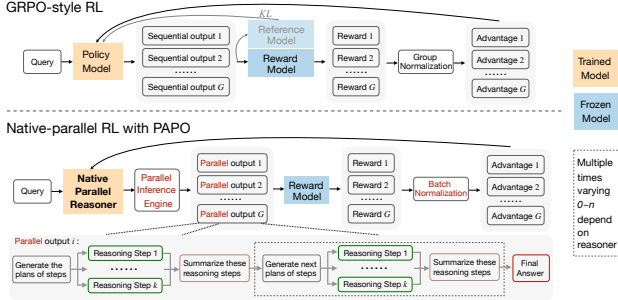 GRPO-style RL
KL
Query
Policy
Model
Sequential output 1
Sequential output 2
......
Sequential output G
Reference
Model
Reward
Model
Reward 1
Reward 2
......
Reward G
Group
Normalization
Advantage 1
Advantage 2
......
Advantage G
Trained
Model
Frozen
Model
Native-parallel RL with PAPO
Query
Native
Parallel
Reasoner
Parallel
Inference
Engine
Parallel output 1
Parallel output 2
......
Parallel output G
Reward
Model
Reward 1
Reward 2
......
Reward G
Batch
Normalization
Advantage 1
Advantage 2
......
Advantage G
Multiple
times
varying
0–n
depend
on
reasoner
Parallel output i :
Generate the
plans of steps
Reasoning Step 1
......
Reasoning Step k
Summarize these
reasoning steps
Generate next
plans of steps
Reasoning Step 1
......
Reasoning Step k
Summarize these
reasoning steps
Final
Answer